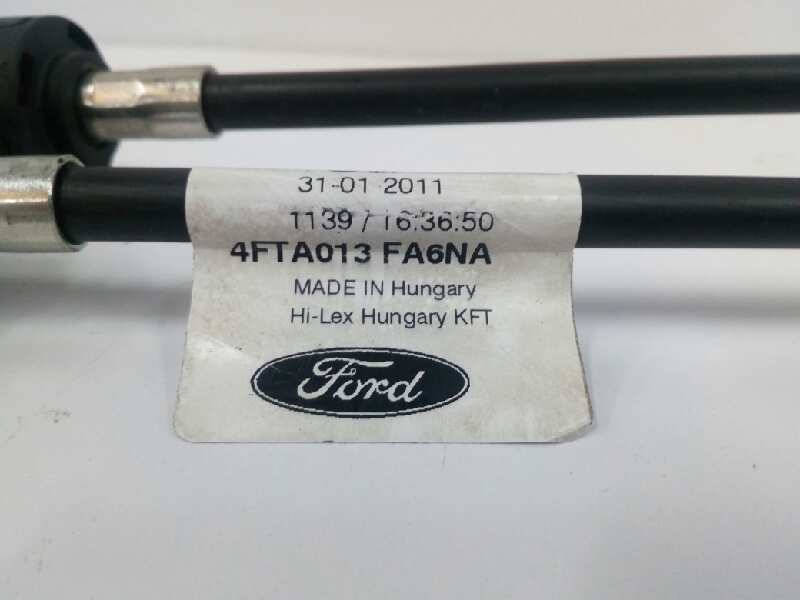 31-01 2011
1139 / 16:36:50
4FTA013 FA6NA
MADE IN Hungary
Hi-Lex Hungary KFT
Ford